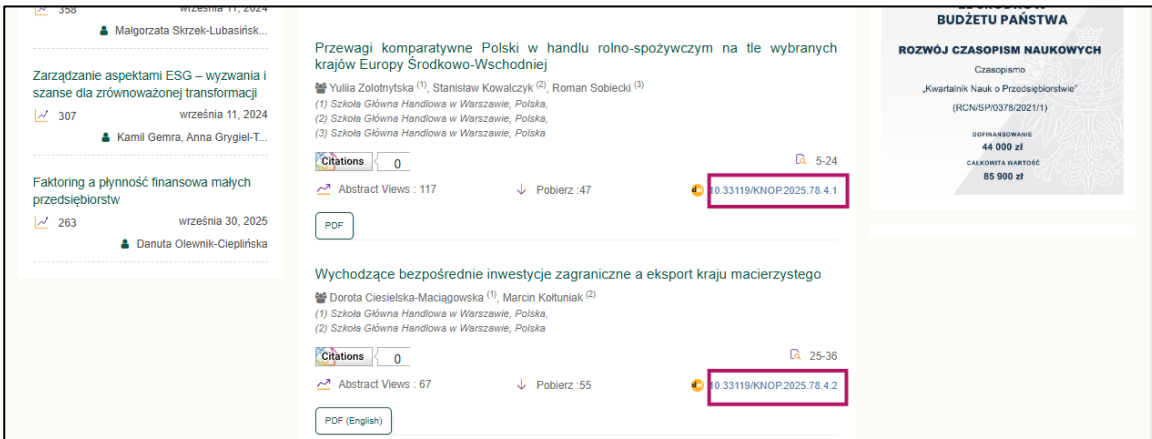 358
września 11, 2024
Małgorzata Skrzek-Lubasińsk...
Zarządzanie aspektami ESG – wyzwania i
szanse dla zrównoważonej transformacji
307
września 11, 2024
Kamil Gemra, Anna Grygiel-T...
Faktoring a płynność finansowa małych
przedsiębiorstw
263
września 30, 2025
Danuta Olewnik-Cieplińska
Przewagi komparatywne Polski w handlu rolno-spożywczym na tle wybranych
krajów Europy Środkowo-Wschodniej
Yuliia Zolotnytska (1), Stanisław Kowalczyk (2), Roman Sobiecki (3)
(1) Szkoła Główna Handlowa w Warszawie, Polska,
(2) Szkoła Główna Handlowa w Warszawie, Polska,
(3) Szkoła Główna Handlowa w Warszawie, Polska
Citations 0
5-24
Abstract Views : 117
Pobierz :47
10.33119/KNOP.2025.78.4.1
PDF
Wychodzące bezpośrednie inwestycje zagraniczne a eksport kraju macierzystego
Dorota Ciesielska-Maciągowska (1), Marcin Kołtuniak (2)
(1) Szkoła Główna Handlowa w Warszawie, Polska,
(2) Szkoła Główna Handlowa w Warszawie, Polska
Citations 0
25-36
Abstract Views : 67
Pobierz :55
10.33119/KNOP.2025.78.4.2
PDF (English)
BUDŻETU PAŃSTWA
ROZWÓJ CZASOPISM NAUKOWYCH
Czasopismo
„Kwartalnik Nauk o Przedsiębiorstwie”
(RCN/SP/0378/2021/1)
DOFINANSOWANIE
44 000 zł
CAŁKOWITA WARTOŚĆ
85 900 zł